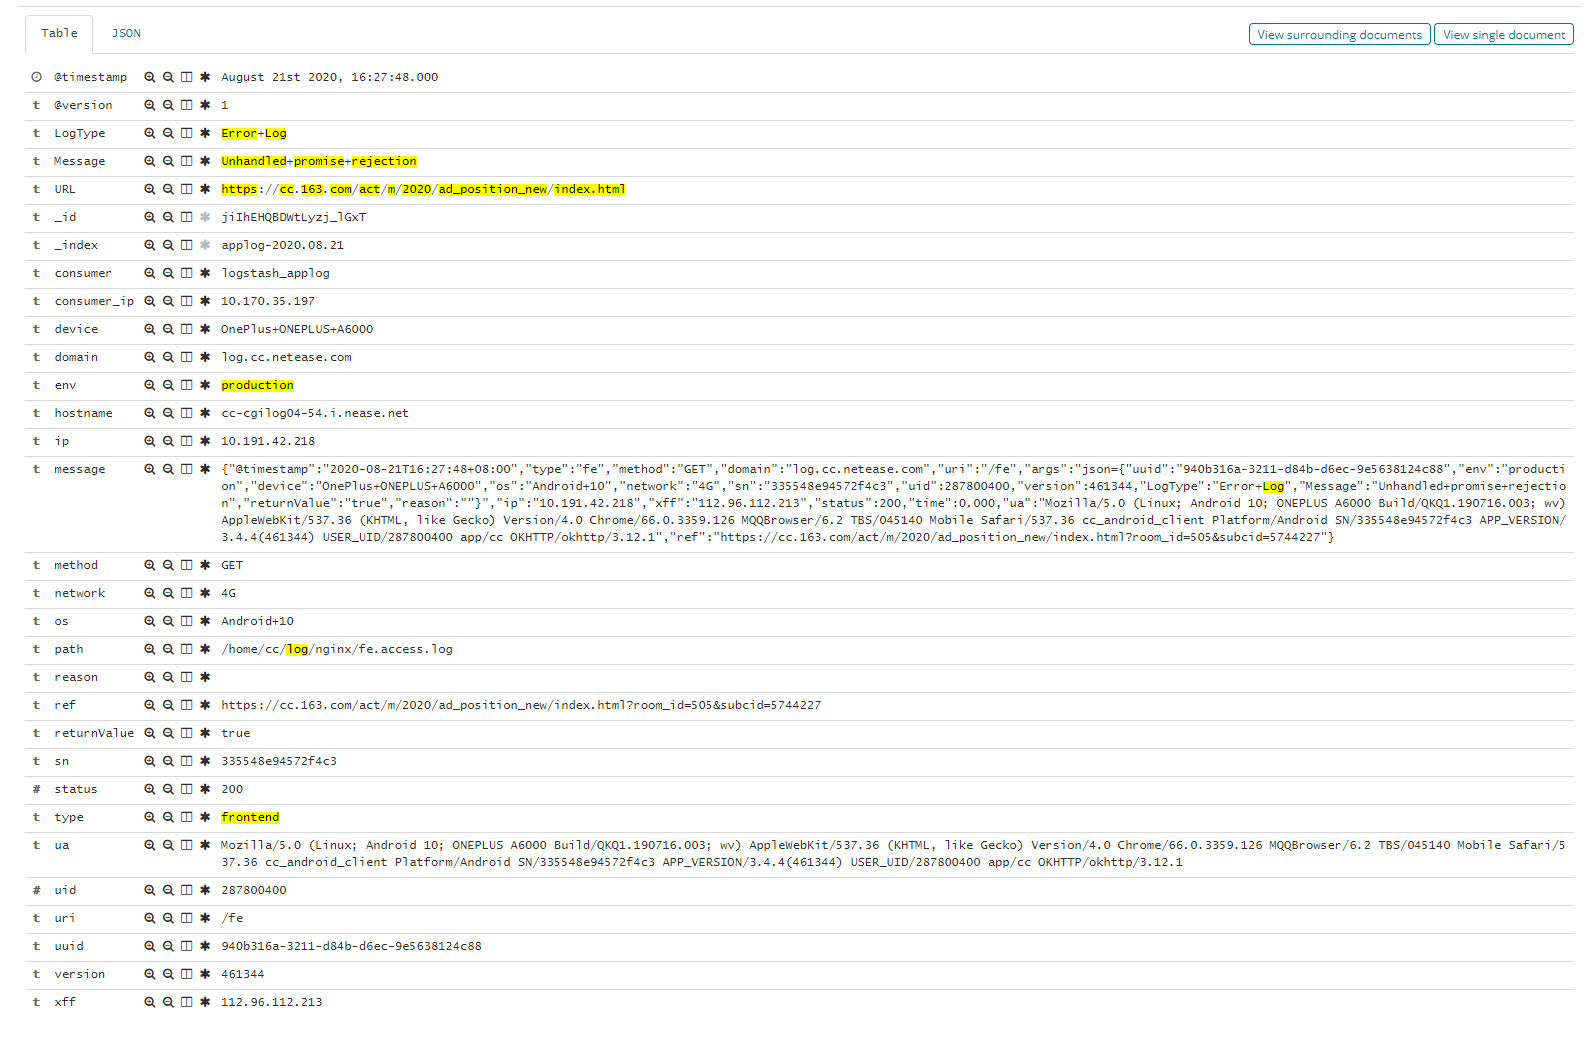 Table JSON View surrounding documents View single document
@timestamp August 21st 2020, 16:27:48.000
@version 1
LogType Error+Log
Message Unhandled+promise+rejection
URL https://cc.163.com/act/m/2020/ad_position_new/index.html
_id jiIhEHQBDWtLyzj_lGxT
_index applog-2020.08.21
consumer logstash_applog
consumer_ip 10.170.35.197
device OnePlus+ONEPLUS+A6000
domain log.cc.netease.com
env production
hostname cc-cgilog04-54.i.nease.net
ip 10.191.42.218
message {"@timestamp":"2020-08-21T16:27:48+08:00","type":"fe","method":"GET","domain":"log.cc.netease.com","uri":"/fe","args":"json={"uuid":"940b316a-3211-d84b-d6ec-9e5638124c88","env":"productio
n","device":"OnePlus+ONEPLUS+A6000","os":"Android+10","network":"4G","sn":"335548e94572f4c3","uid":287800400,"version":461344,"LogType":"Error+Log","Message":"Unhandled+promise+rejectio
n","returnValue":"true","reason":""}","ip":"10.191.42.218","xff":"112.96.112.213","status":200,"time":0.000,"ua":"Mozilla/5.0 (Linux; Android 10; ONEPLUS A6000 Build/QKQ1.190716.003; wv)
AppleWebKit/537.36 (KHTML, like Gecko) Version/4.0 Chrome/66.0.3359.126 MQQBrowser/6.2 TBS/045140 Mobile Safari/537.36 cc_android_client Platform/Android SN/335548e94572f4c3 APP_VERSION/
3.4.4(461344) USER_UID/287800400 app/cc OKHTTP/okhttp/3.12.1","ref":"https://cc.163.com/act/m/2020/ad_position_new/index.html?room_id=505&subcid=5744227"}
method GET
network 4G
os Android+10
path /home/cc/log/nginx/fe.access.log
reason
ref https://cc.163.com/act/m/2020/ad_position_new/index.html?room_id=505&subcid=5744227
returnValue true
sn 335548e94572f4c3
# status 200
type frontend
ua Mozilla/5.0 (Linux; Android 10; ONEPLUS A6000 Build/QKQ1.190716.003; wv) AppleWebKit/537.36 (KHTML, like Gecko) Version/4.0 Chrome/66.0.3359.126 MQQBrowser/6.2 TBS/045140 Mobile Safari/5
37.36 cc_android_client Platform/Android SN/335548e94572f4c3 APP_VERSION/3.4.4(461344) USER_UID/287800400 app/cc OKHTTP/okhttp/3.12.1
# uid 287800400
uri /fe
uuid 940b316a-3211-d84b-d6ec-9e5638124c88
version 461344
xff 112.96.112.213